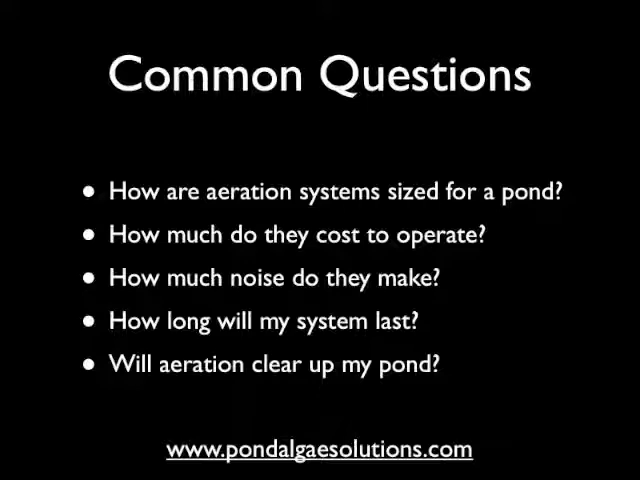 Common Questions
• How are aeration systems sized for a pond?
• How much do they cost to operate?
• How much noise do they make?
• How long will my system last?
• Will aeration clear up my pond?
www.pondalgaesolutions.com